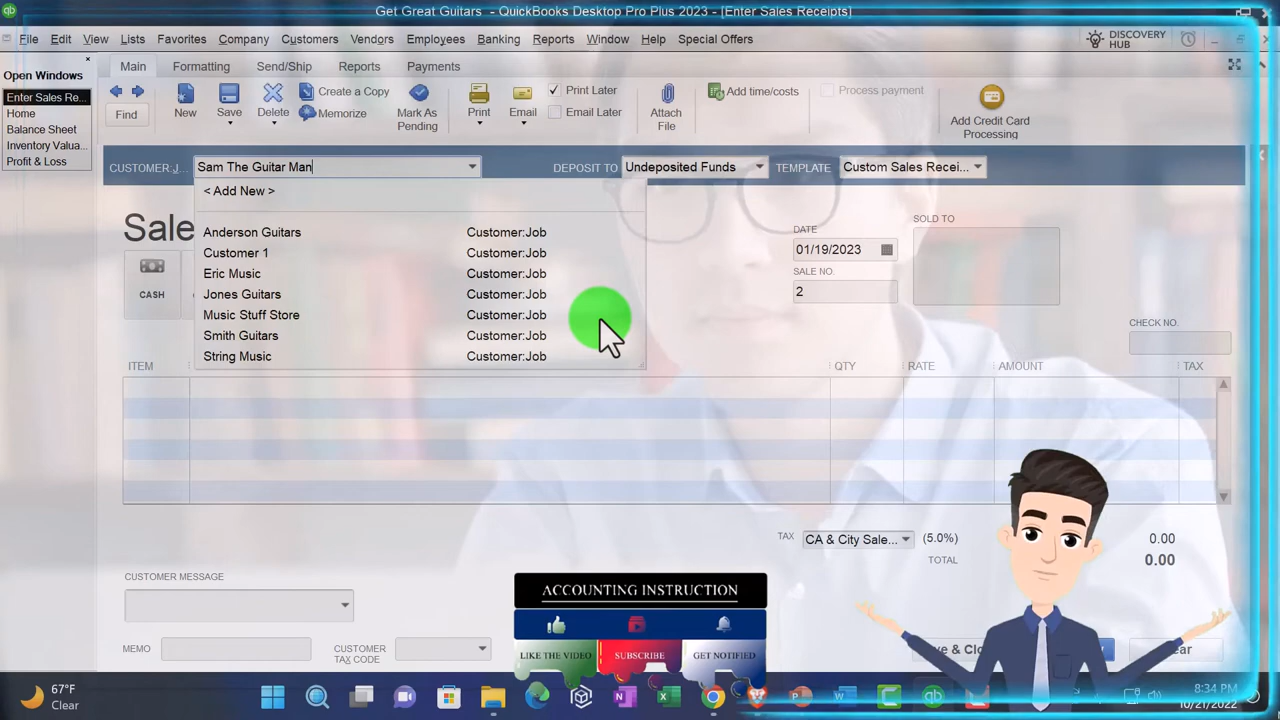 Get Great Guitars - QuickBooks Desktop Pro Plus 2023 - [Enter Sales Receipts]
File Edit View Lists Favorites Company Customers Vendors Employees Banking Reports Window Help Special Offers
DISCOVERY
HUB
Open Windows
Enter Sales Re...
Home
Balance Sheet
Inventory Valua...
Profit & Loss
Main Formatting Send/Ship Reports Payments
Find
New
Save
Delete
Create a Copy
Memorize
Mark As
Pending
Print
Email
Print Later
Email Later
Attach
File
Add time/costs
Process payment
Add Credit Card
Processing
CUSTOMER:J... Sam The Guitar Man DEPOSIT TO Undeposited Funds TEMPLATE Custom Sales Recei...
< Add New >
Anderson Guitars Customer:Job
Customer 1 Customer:Job
Eric Music Customer:Job
Jones Guitars Customer:Job
Music Stuff Store Customer:Job
Smith Guitars Customer:Job
String Music Customer:Job
Sale
CASH
DATE
01/19/2023
SALE NO.
2
SOLD TO
CHECK NO.
ITEM QTY RATE AMOUNT TAX
TAX CA & City Sale... (5.0%) 0.00
TOTAL 0.00
CUSTOMER MESSAGE
MEMO
CUSTOMER
TAX CODE
ACCOUNTING INSTRUCTION
LIKE THE VIDEO SUBSCRIBE GET NOTIFIED
67°F
Clear
8:34 PM
10/21/2022